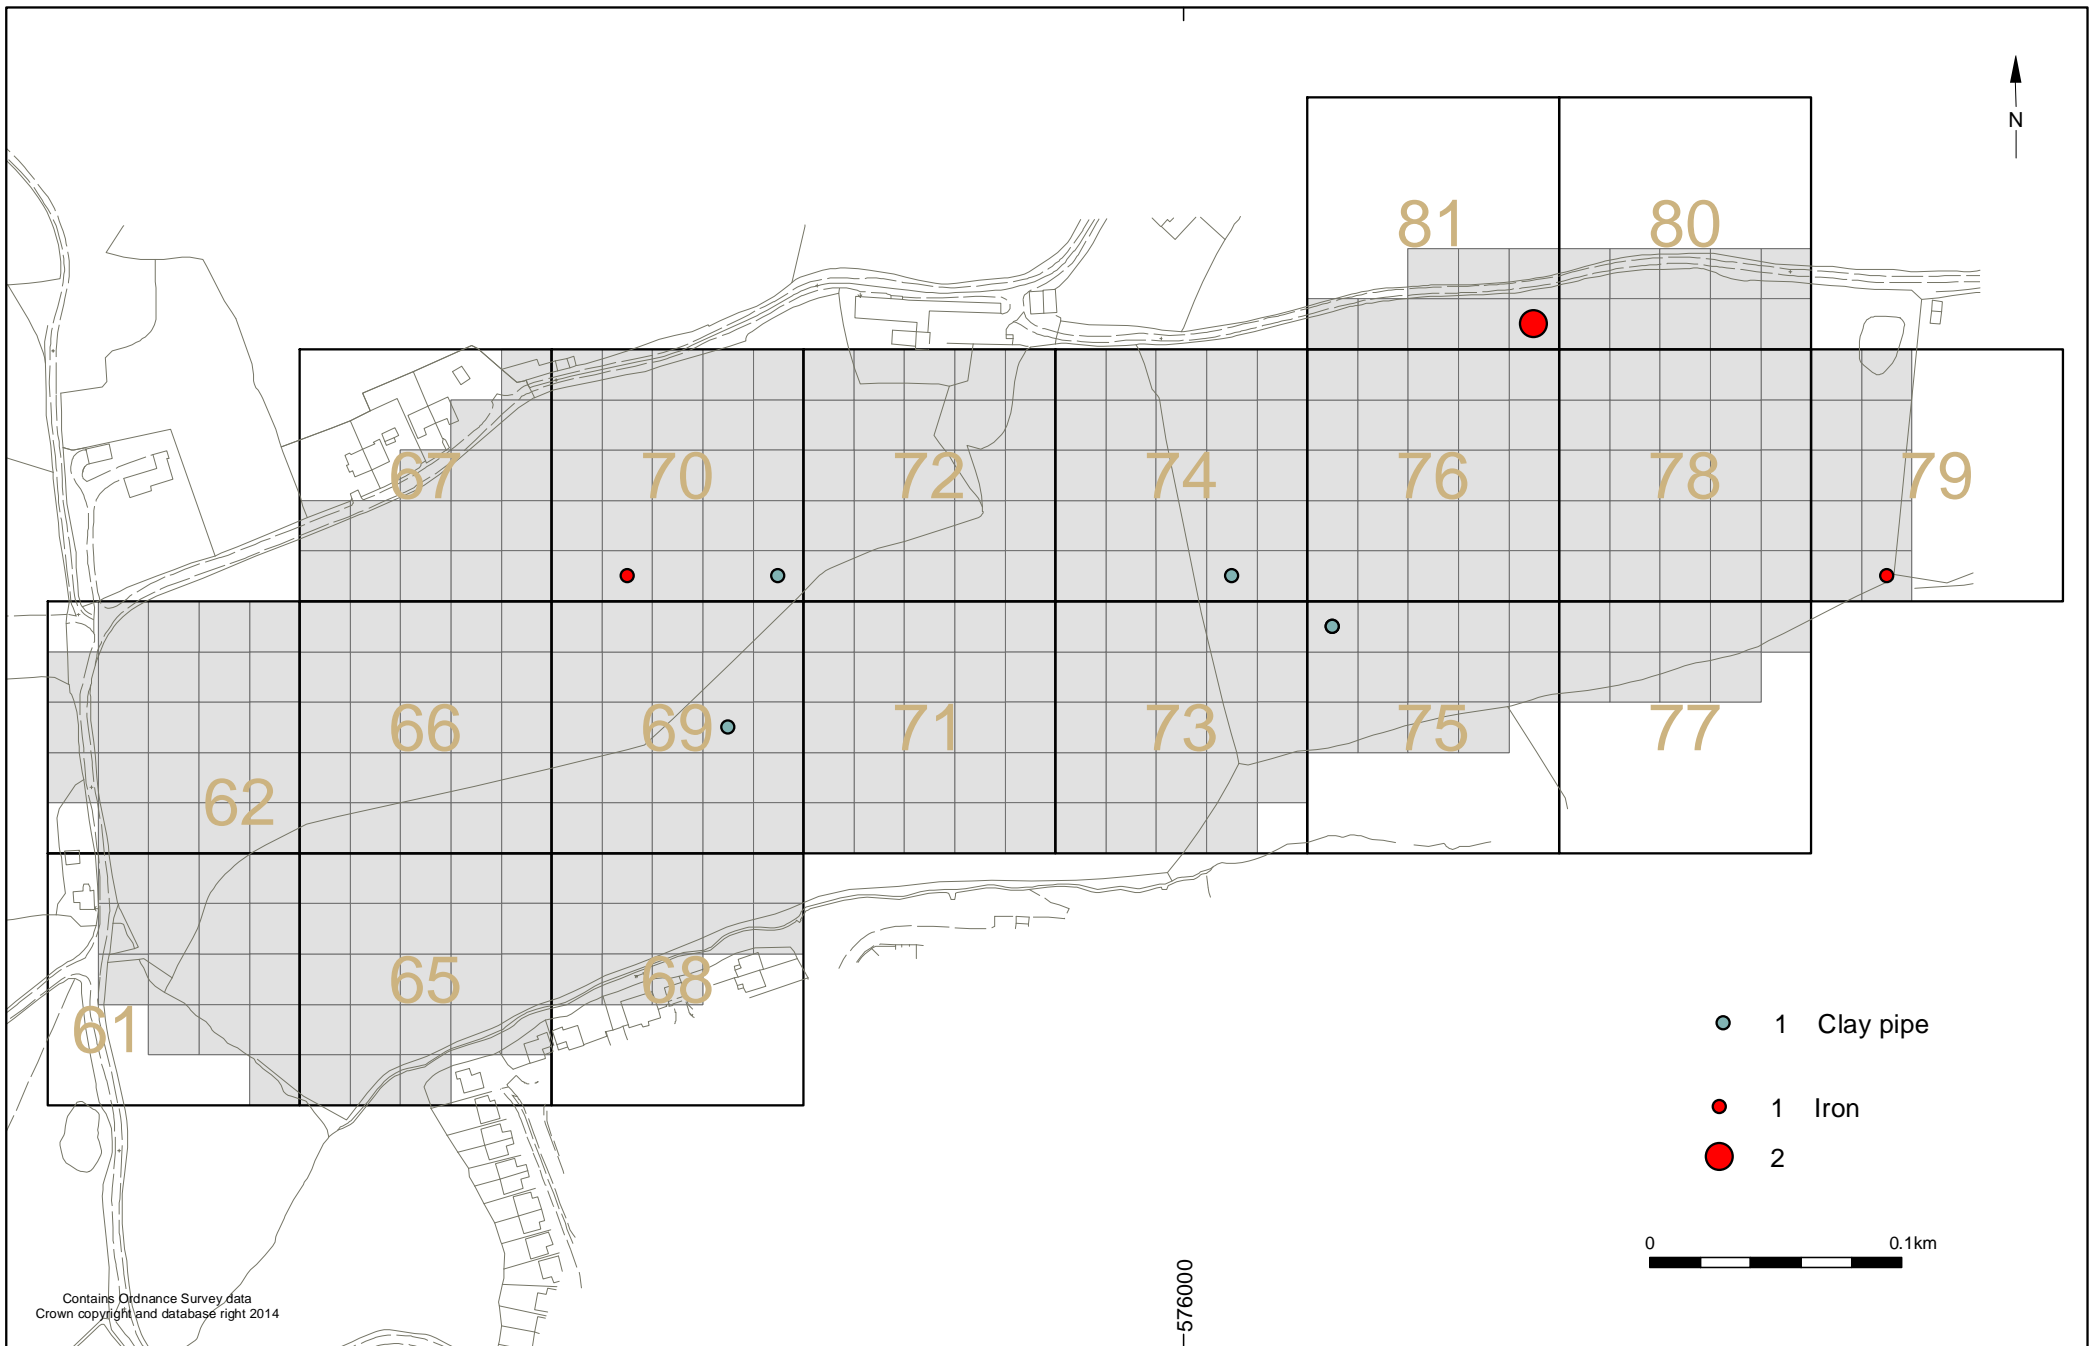 N
81 80
67 70 72 74 76 78 79
66 69 71 73 75 77
62
65 68
61
1 Clay pipe
1 Iron
2
0 0.1km
576000
Contains Ordnance Survey data
Crown copyright and database right 2014